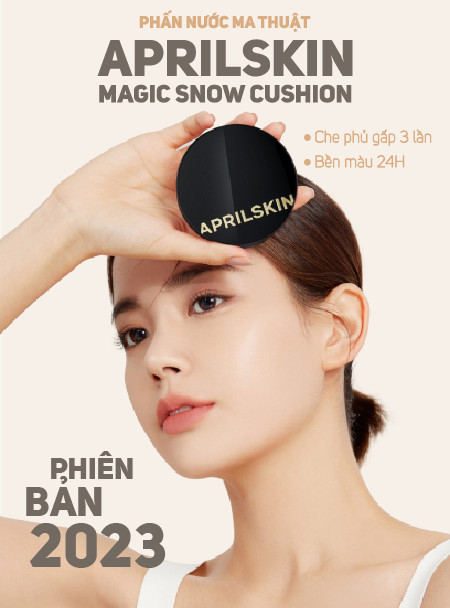 PHẤN NƯỚC MA THUẬT
APRILSKIN
MAGIC SNOW CUSHION
• Che phủ gấp 3 lần
• Bền màu 24H
APRILSKIN
PHIÊN
BẢN
2023